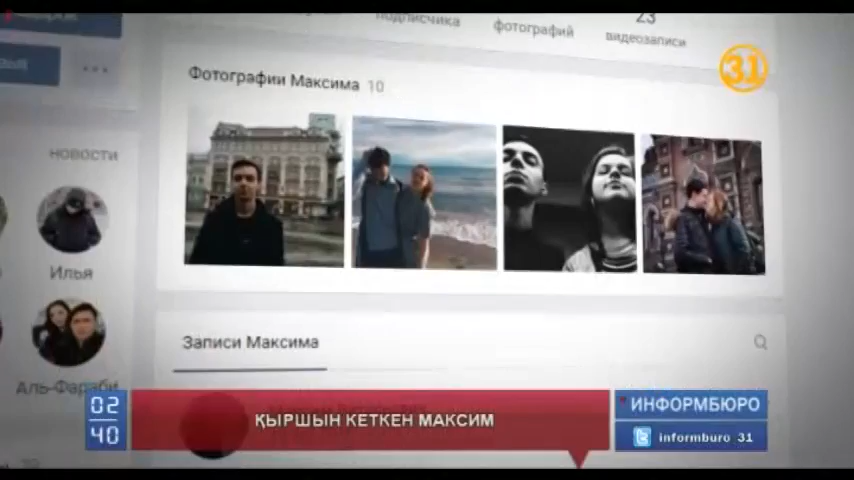 подписчика
фотографий
23
видеозаписи
31
Фотографии Максима 10
новости
Илья
Аль-Фараби
Записи Максима
02
40
ҚЫРШЫН КЕТКЕН МАКСИМ
ИНФОРМБЮРО
informburo 31